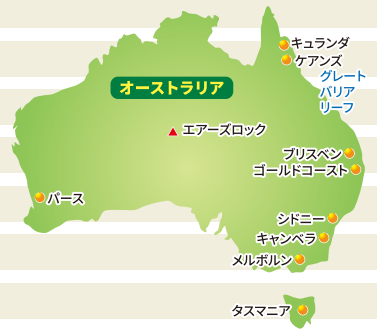 キュランダ
ケアンズ
グレート
バリア
リーフ
オーストラリア
エアーズロック
ブリスベン
ゴールドコースト
パース
シドニー
キャンベラ
メルボルン
タスマニア